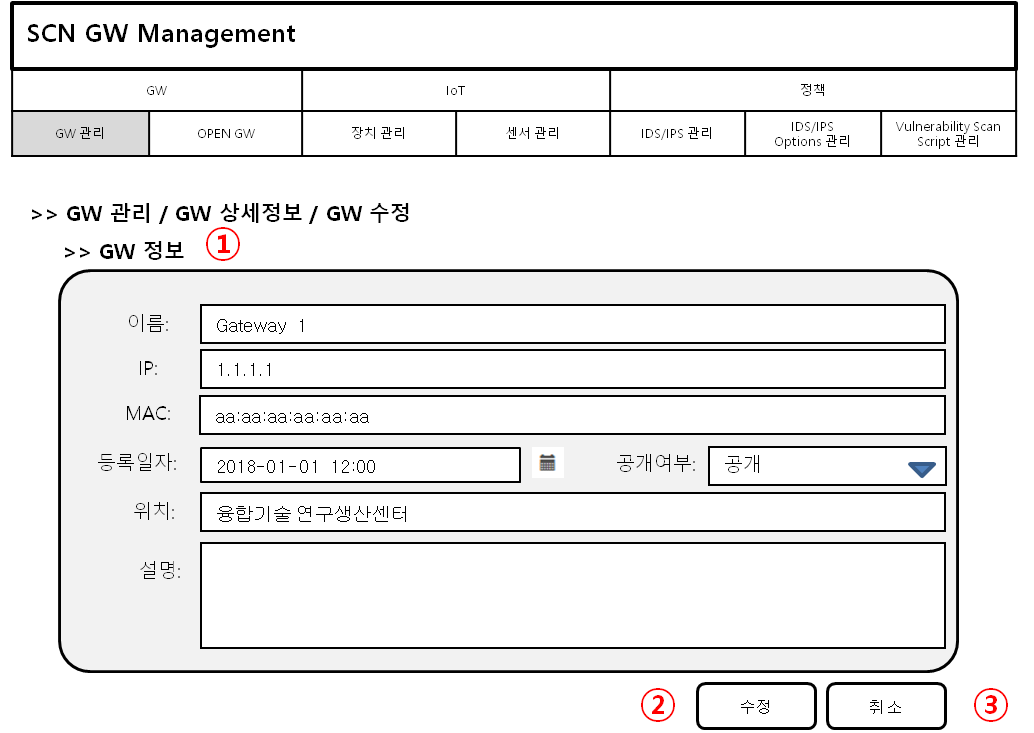 SCN GW Management
GW IoT 정책
GW 관리 OPEN GW 장치 관리 센서 관리 IDS/IPS 관리 IDS/IPS Options 관리 Vulnerability Scan Script 관리
>> GW 관리 / GW 상세정보 / GW 수정
>> GW 정보 ①
이름: Gateway 1
IP: 1.1.1.1
MAC: aa:aa:aa:aa:aa:aa
등록일자: 2018-01-01 12:00 공개여부: 공개
위치: 융합기술 연구생산센터
설명:
② 수정 취소 ③